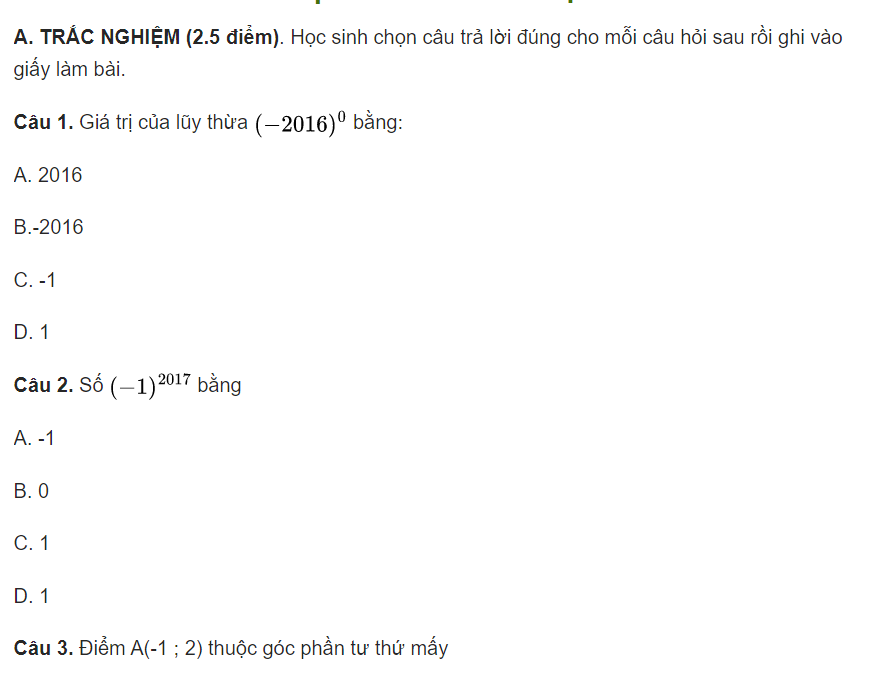 A. TRẮC NGHIỆM (2.5 điểm). Học sinh chọn câu trả lời đúng cho mỗi câu hỏi sau rồi ghi vào
giấy làm bài.
Câu 1. Giá trị của lũy thừa (−2016)⁰ bằng:
A. 2016
B.-2016
C. -1
D. 1
Câu 2. Số (−1)²⁰¹⁷ bằng
A. -1
B. 0
C. 1
D. 1
Câu 3. Điểm A(-1 ; 2) thuộc góc phần tư thứ mấy